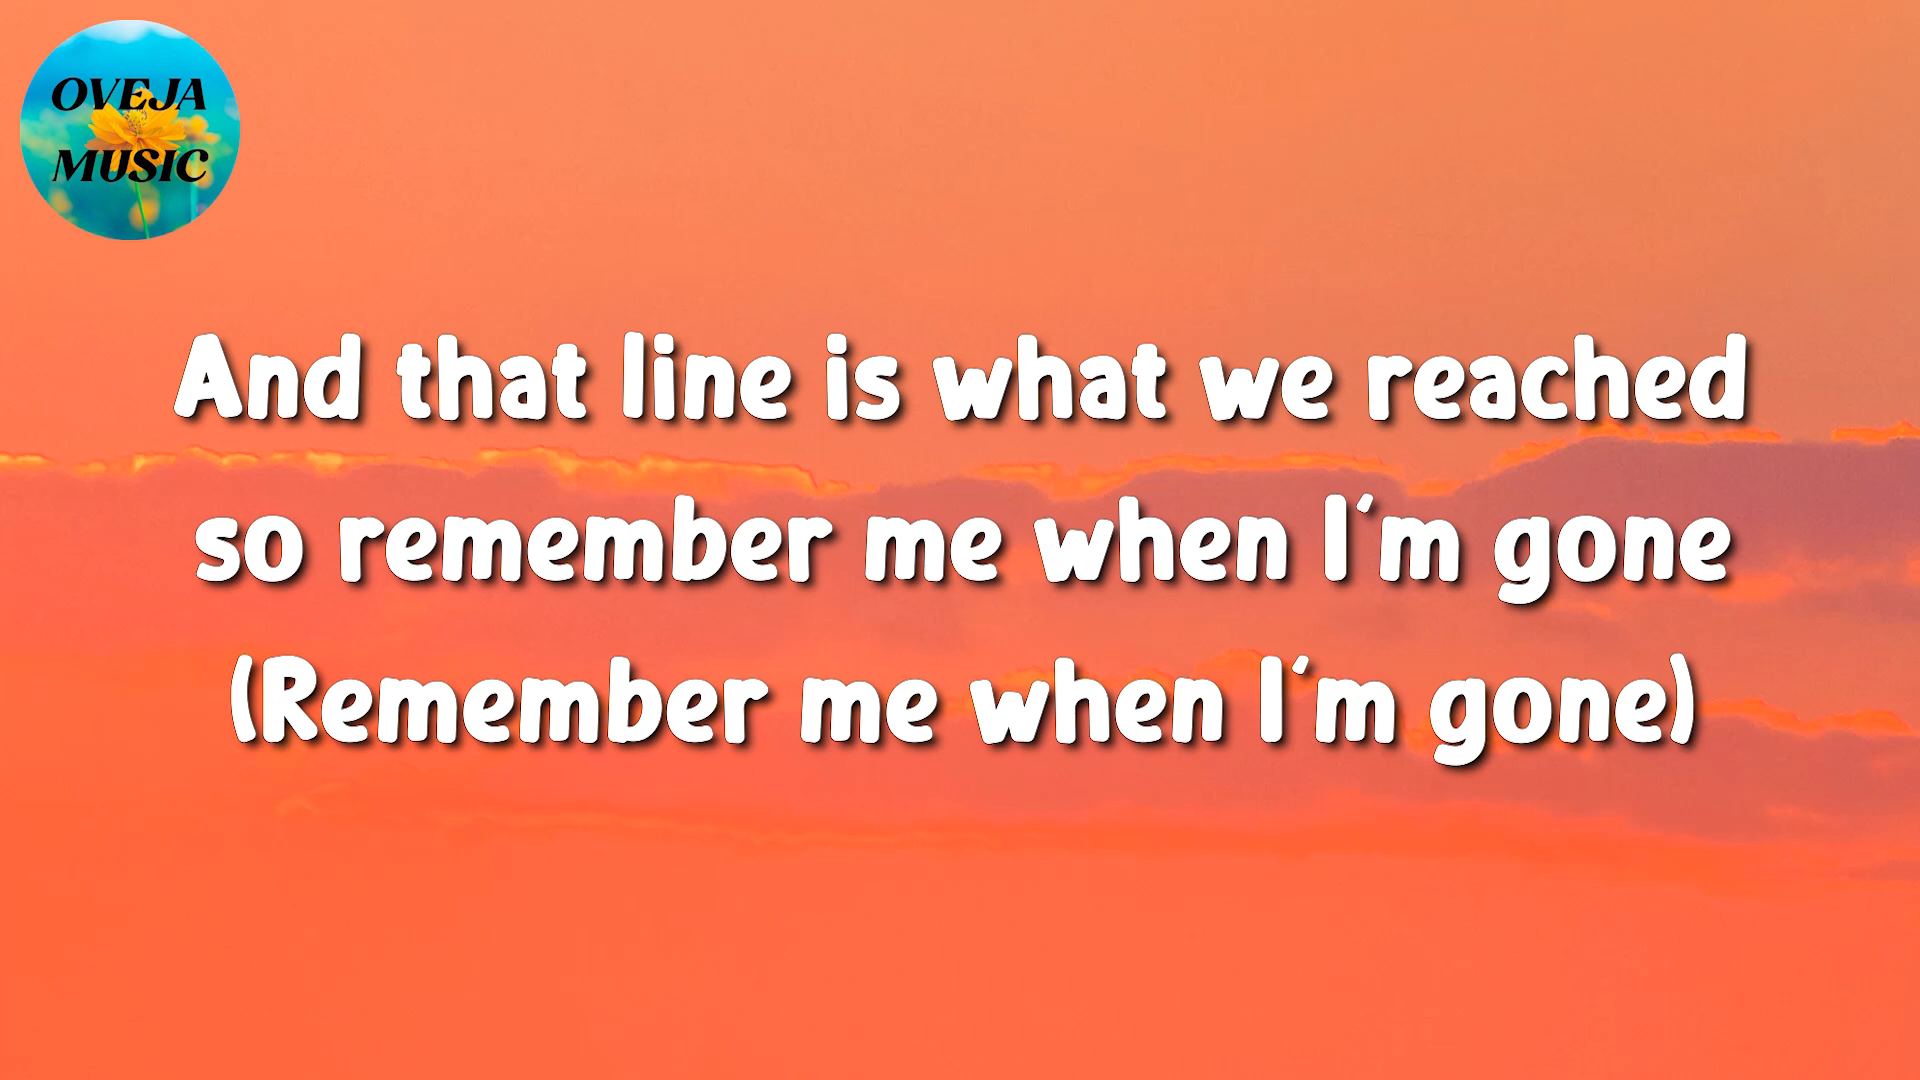 OVEJA
MUSIC
And that line is what we reached
so remember me when I'm gone
(Remember me when I'm gone)